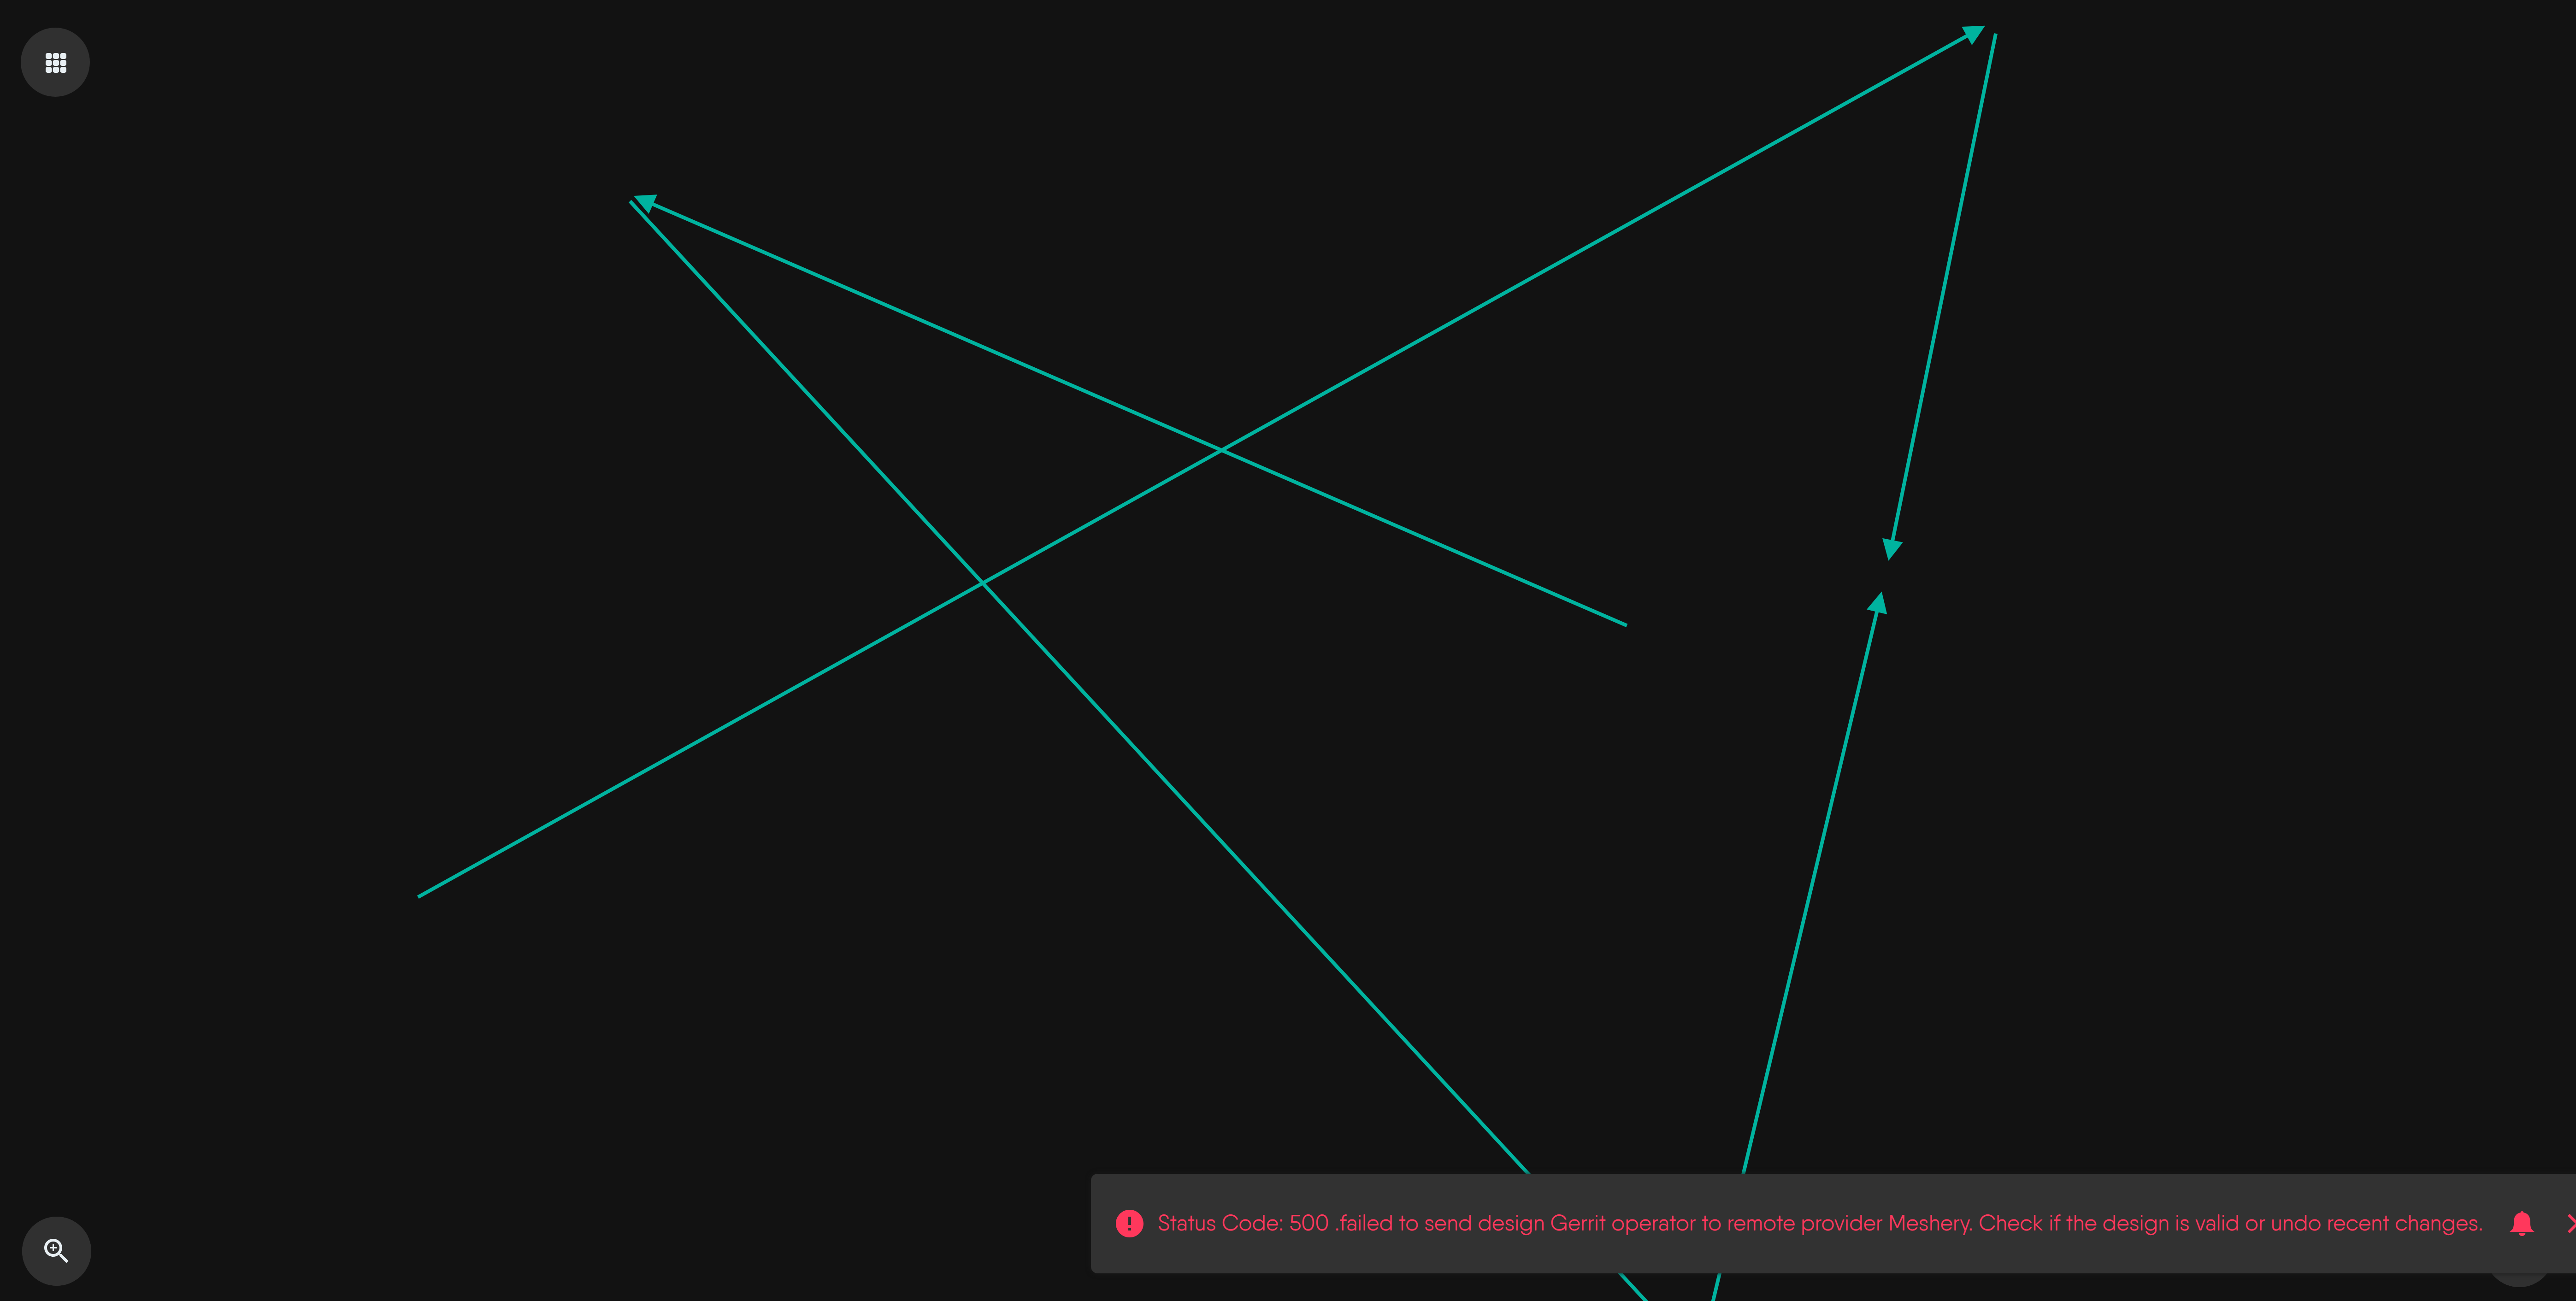 Status Code: 500 .failed to send design Gerrit operator to remote provider Meshery. Check if the design is valid or undo recent changes.